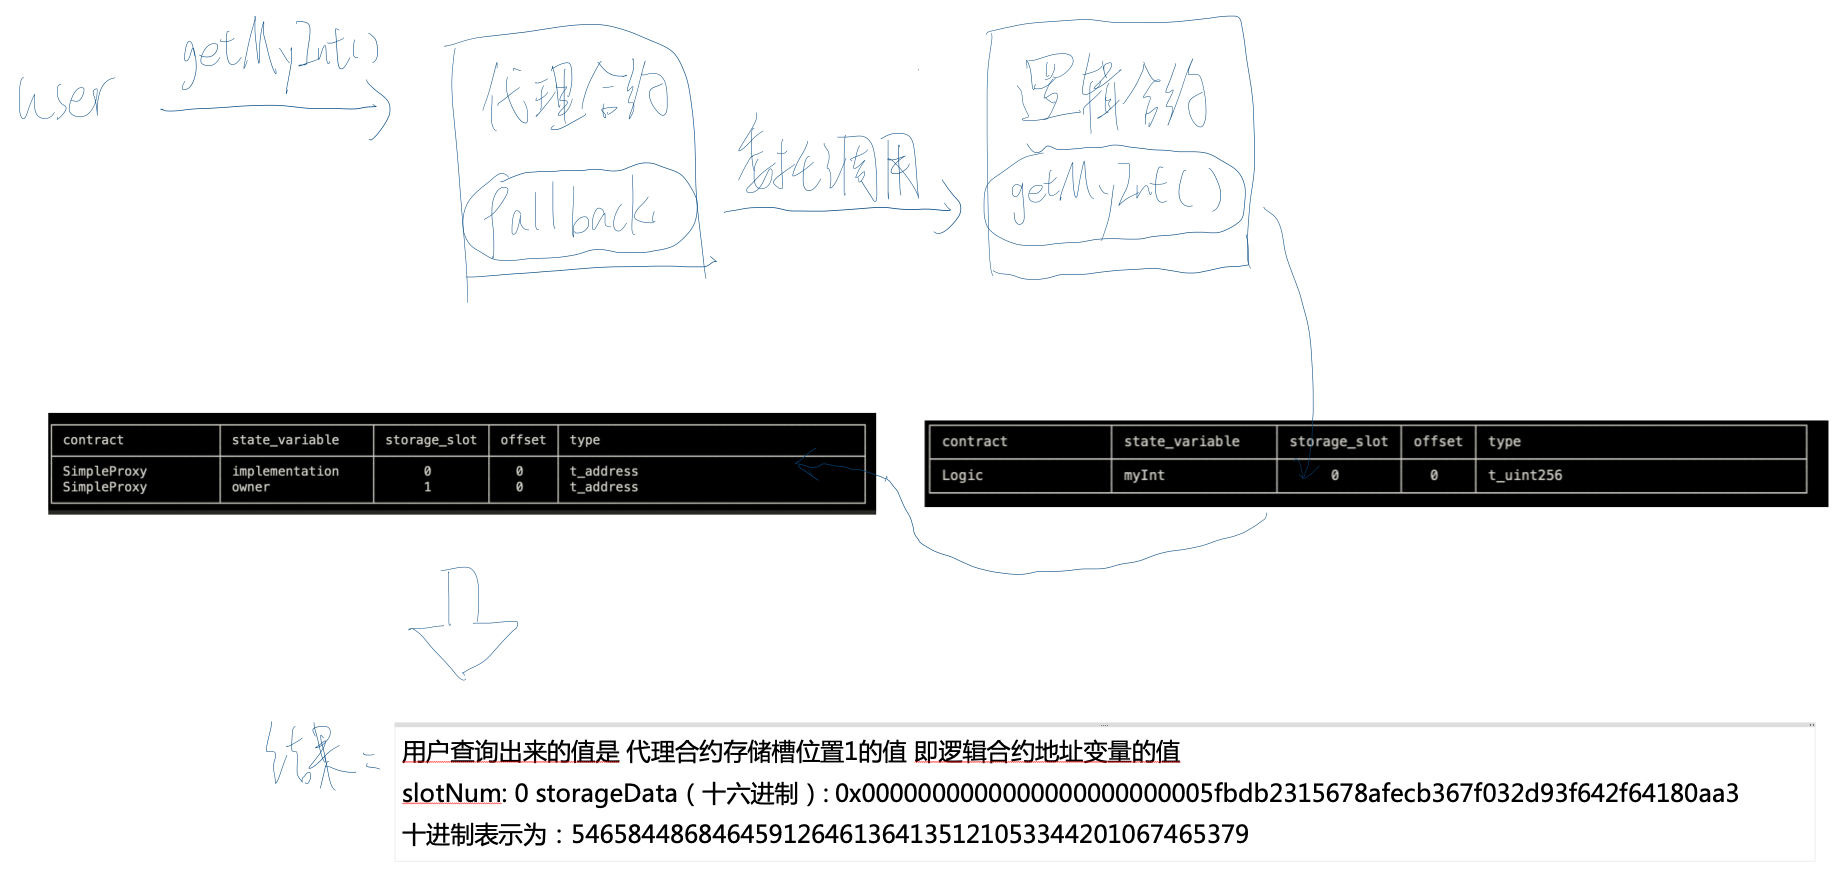 user
getMyInt()
代理合约
fallback
委托调用
逻辑合约
getMyInt()
contract state_variable storage_slot offset type
SimpleProxy implementation 0 0 t_address
SimpleProxy owner 1 0 t_address
contract state_variable storage_slot offset type
Logic myInt 0 0 t_uint256
结果=
用户查询出来的值是 代理合约存储槽位置1的值 即逻辑合约地址变量的值
slotNum: 0 storageData（十六进制）: 0x0000000000000000000000005fbdb2315678afecb367f032d93f642f64180aa3
十进制表示为：546584486846459126461364135121053344201067465379